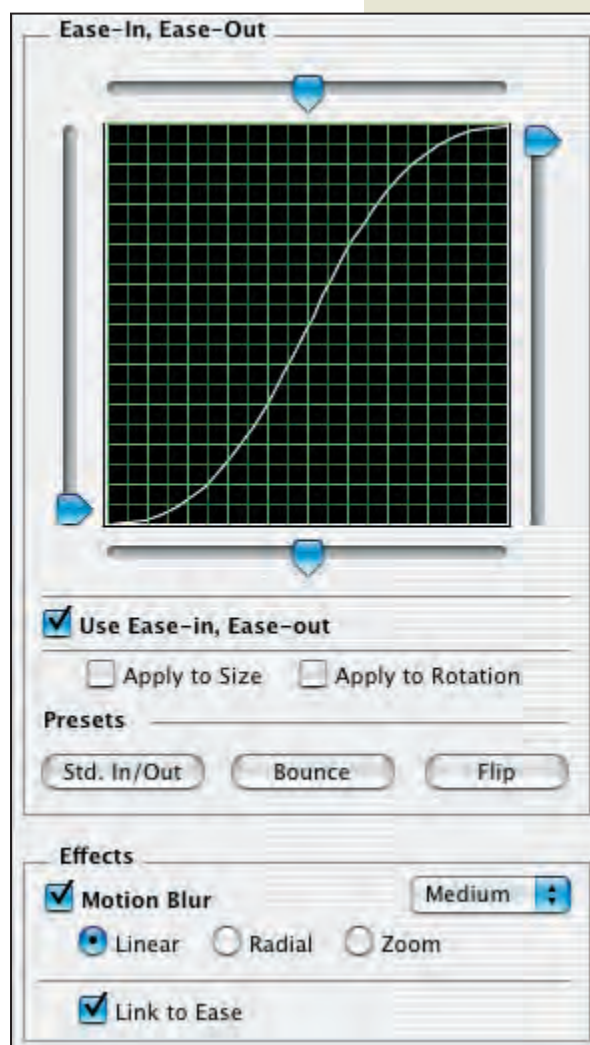 Ease-In, Ease-Out
Use Ease-in, Ease-out
Apply to Size Apply to Rotation
Presets
Std. In/Out Bounce Flip
Effects
Motion Blur Medium
Linear Radial Zoom
Link to Ease